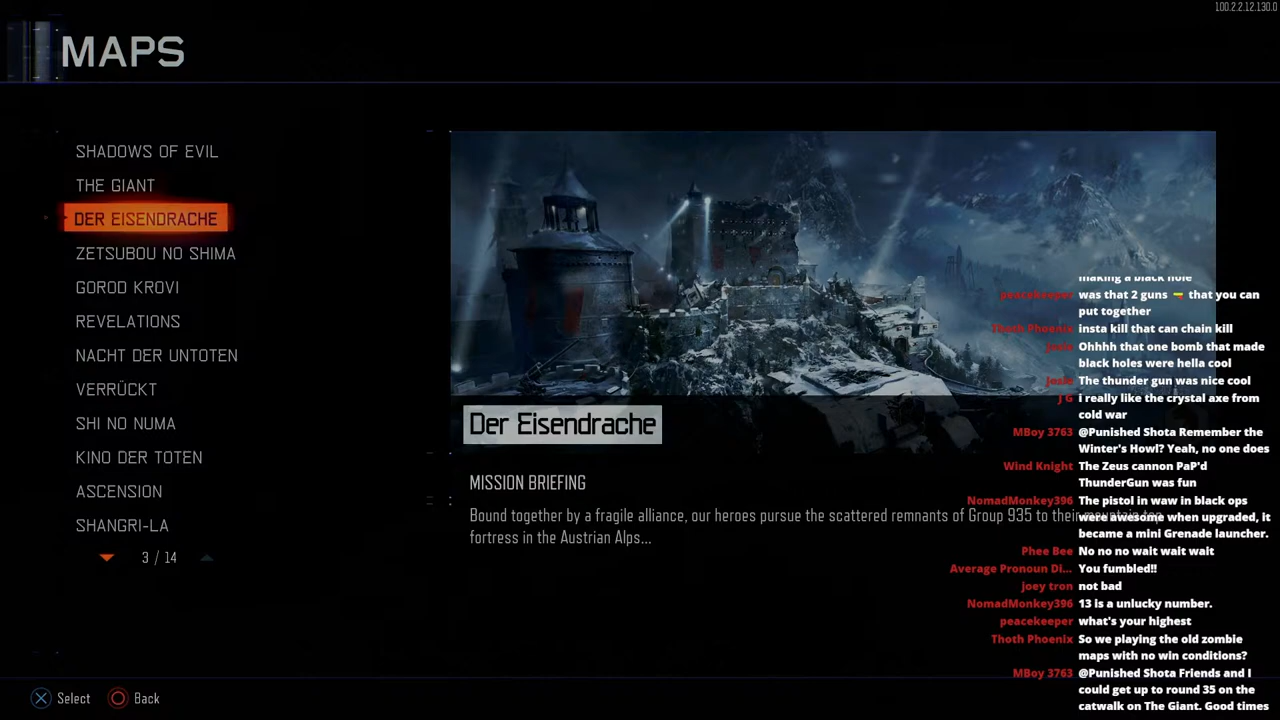 100.2.2.12.130.0
MAPS
SHADOWS OF EVIL
THE GIANT
DER EISENDRACHE
ZETSUBOU NO SHIMA
GOROD KROVI
REVELATIONS
NACHT DER UNTOTEN
VERRÜCKT
SHI NO NUMA
KINO DER TOTEN
ASCENSION
SHANGRI-LA
3 / 14
Der Eisendrache
MISSION BRIEFING
Bound together by a fragile alliance, our heroes pursue the scattered remnants of Group 935 to their mountain top
fortress in the Austrian Alps...
making a black hole
peacekeeper was that 2 guns that you can
put together
Thoth Phoenix insta kill that can chain kill
Josie Ohhhh that one bomb that made
black holes were hella cool
Josie The thunder gun was nice cool
J G i really like the crystal axe from
cold war
MBoy 3763 @Punished Shota Remember the
Winter's Howl? Yeah, no one does
Wind Knight The Zeus cannon PaP'd
ThunderGun was fun
NomadMonkey396 The pistol in waw in black ops
were awesome when upgraded, it
became a mini Grenade launcher.
Phee Bee No no no wait wait wait
Average Pronoun Di... You fumbled!!
joey tron not bad
NomadMonkey396 13 is a unlucky number.
peacekeeper what's your highest
Thoth Phoenix So we playing the old zombie
maps with no win conditions?
MBoy 3763 @Punished Shota Friends and I
could get up to round 35 on the
catwalk on The Giant. Good times
Select Back